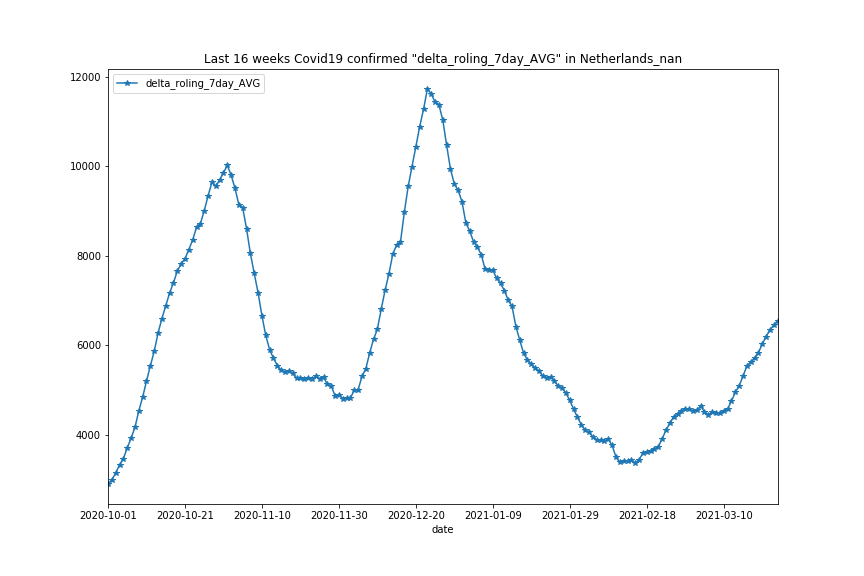 Last 16 weeks Covid19 confirmed "delta_roling_7day_AVG" in Netherlands_nan
delta_roling_7day_AVG
12000
10000
8000
6000
4000
2020-10-01 2020-10-21 2020-11-10 2020-11-30 2020-12-20 2021-01-09 2021-01-29 2021-02-18 2021-03-10
date